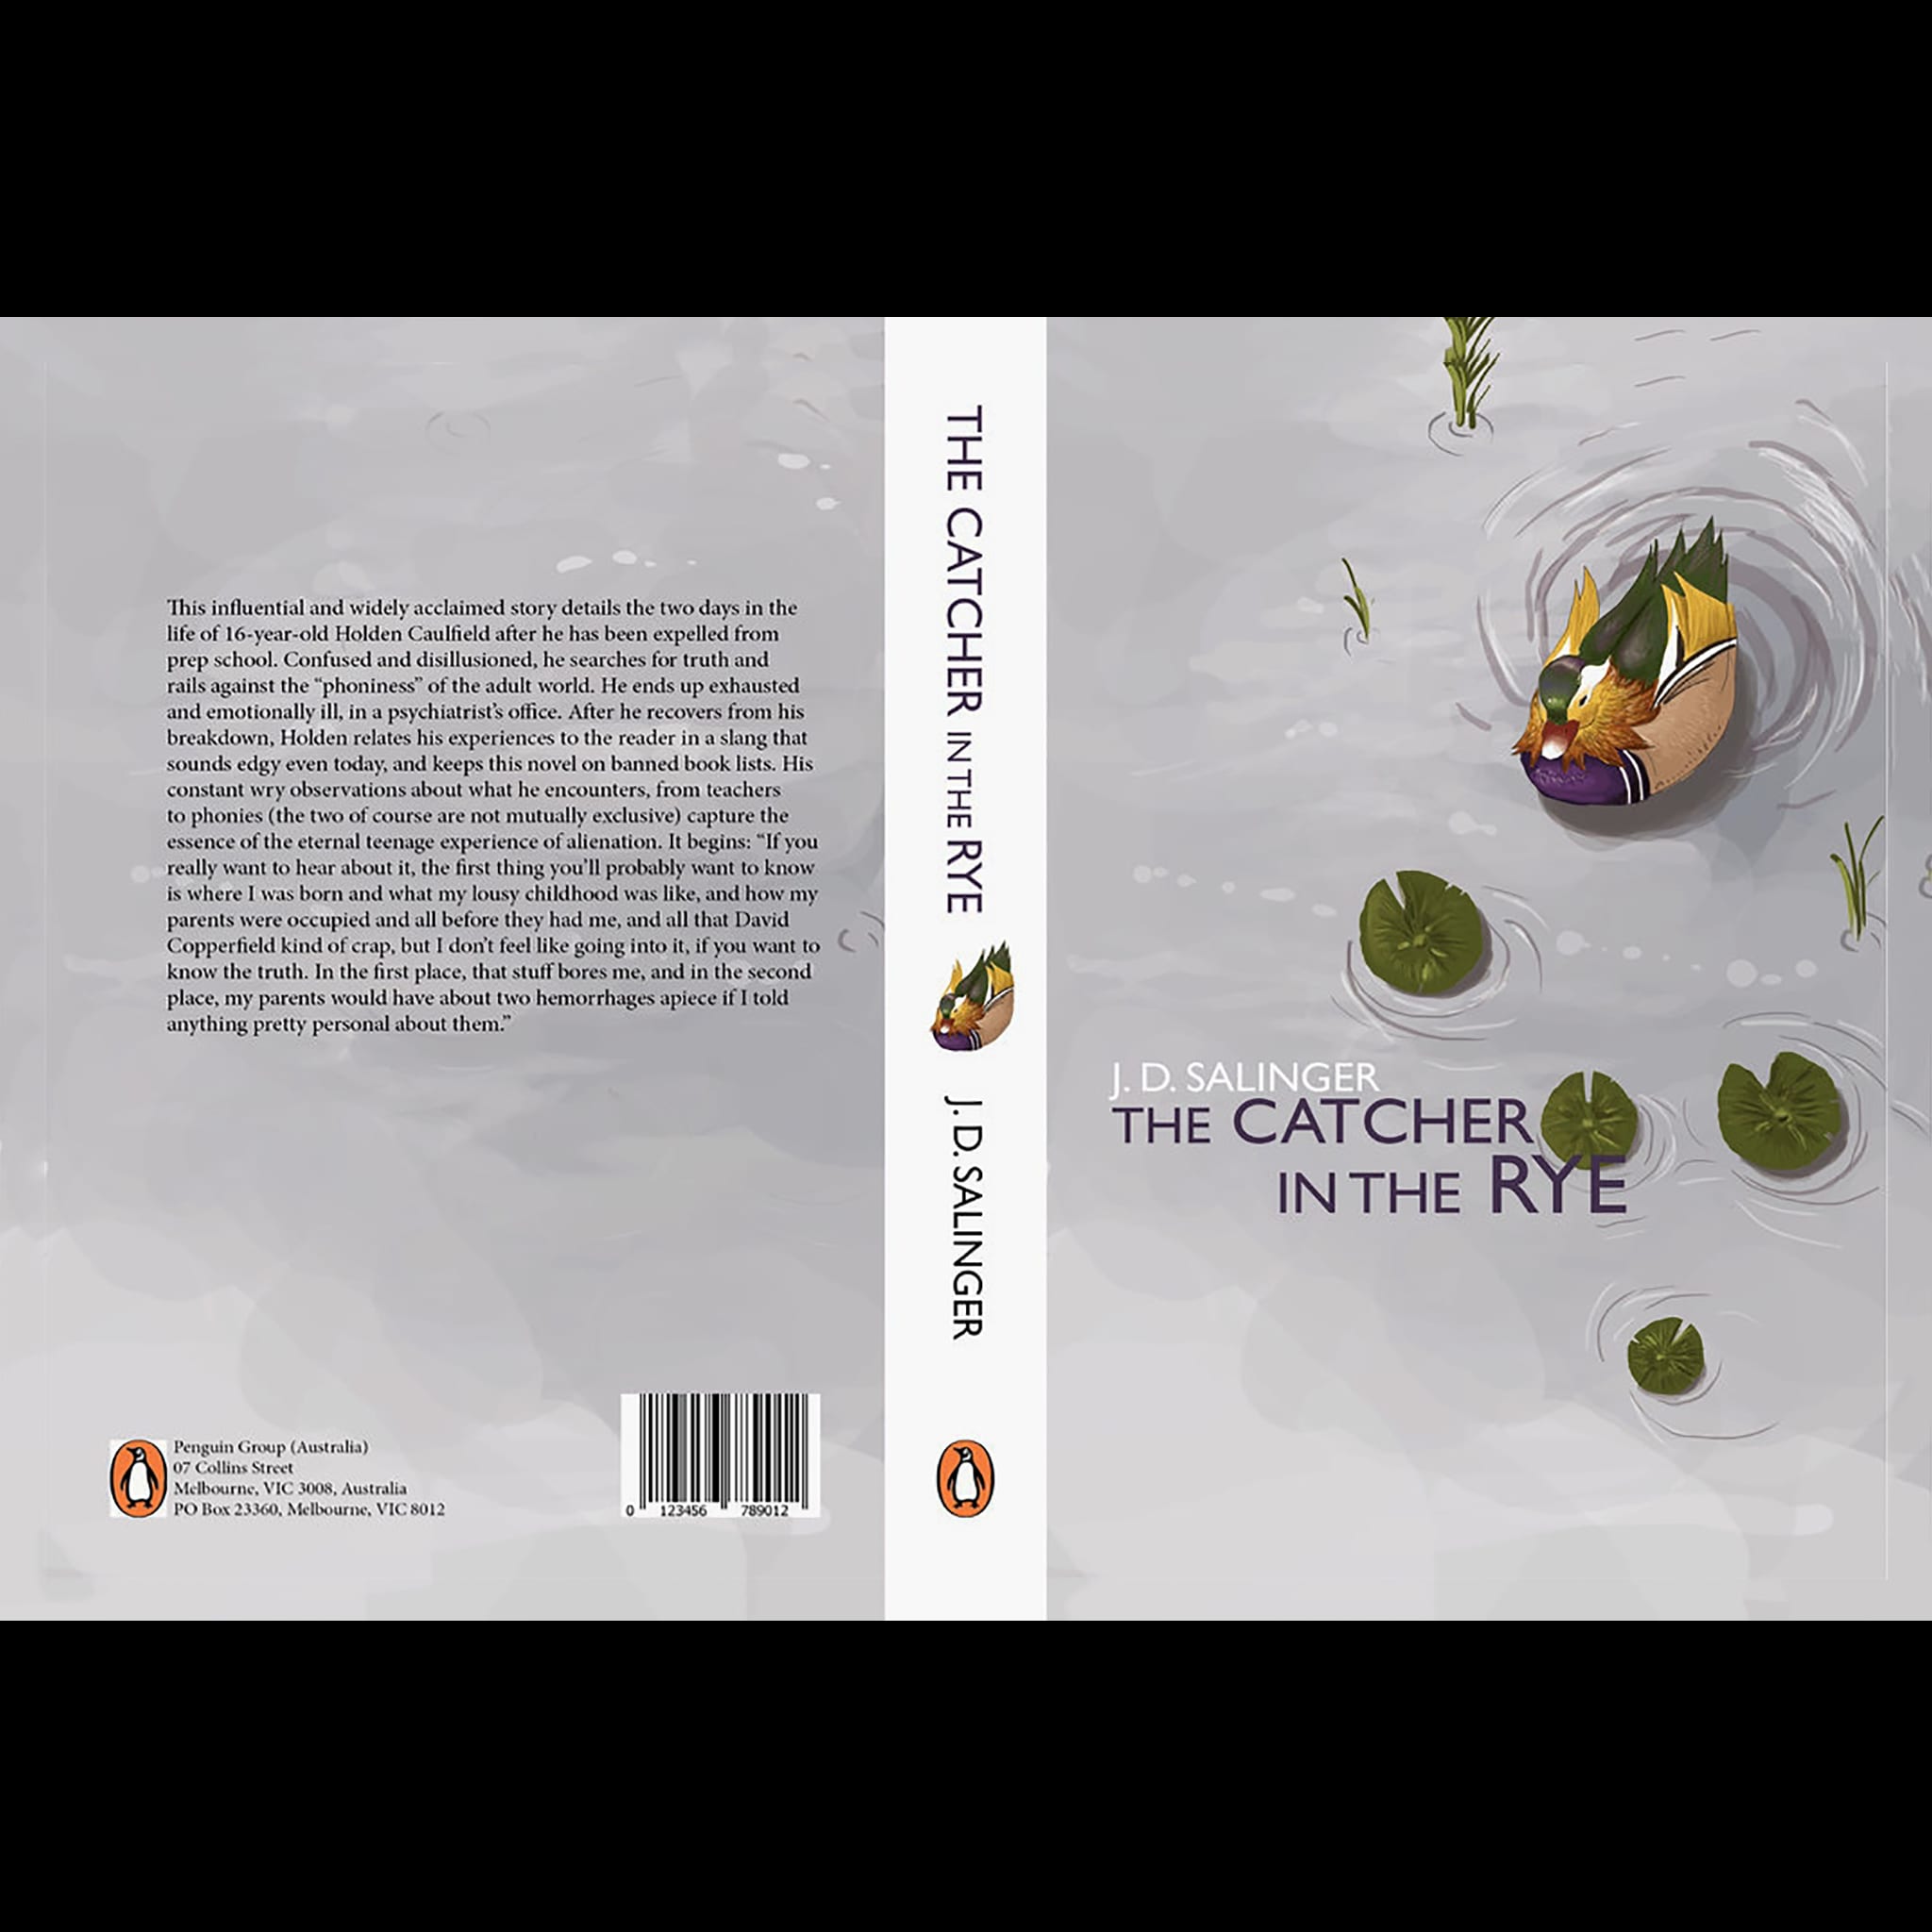 This influential and widely acclaimed story details the two days in the
life of 16-year-old Holden Caulfield after he has been expelled from
prep school. Confused and disillusioned, he searches for truth and
rails against the “phoniness” of the adult world. He ends up exhausted
and emotionally ill, in a psychiatrist’s office. After he recovers from his
breakdown, Holden relates his experiences to the reader in a slang that
sounds edgy even today, and keeps this novel on banned book lists. His
constant wry observations about what he encounters, from teachers
to phonies (the two of course are not mutually exclusive) capture the
essence of the eternal teenage experience of alienation. It begins: “If you
really want to hear about it, the first thing you’ll probably want to know
is where I was born and what my lousy childhood was like, and how my
parents were occupied and all before they had me, and all that David
Copperfield kind of crap, but I don’t feel like going into it, if you want to
know the truth. In the first place, that stuff bores me, and in the second
place, my parents would have about two hemorrhages apiece if I told
anything pretty personal about them.”
Penguin Group (Australia)
07 Collins Street
Melbourne, VIC 3008, Australia
PO Box 23360, Melbourne, VIC 8012
0 123456 789012
THE CATCHER IN THE RYE
J. D. SALINGER
J. D. SALINGER
THE CATCHER
IN THE RYE